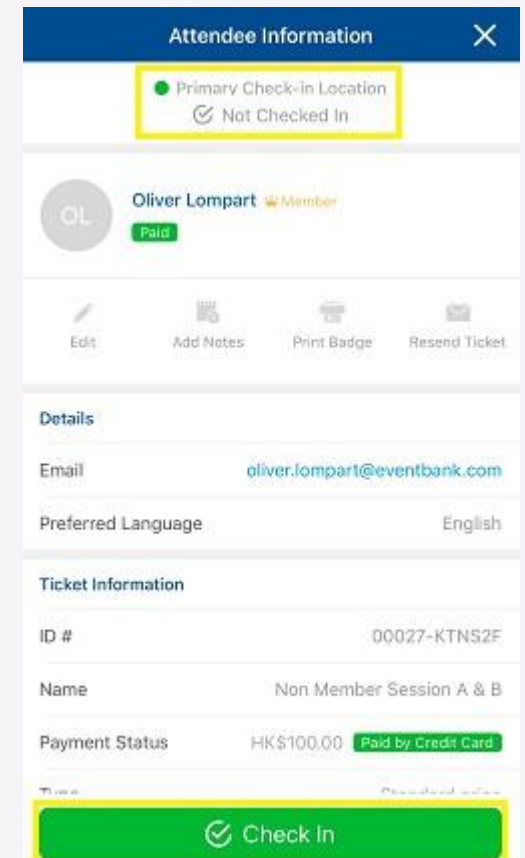 Attendee Information
Primary Check-in Location
Not Checked In
OL
Oliver Lompart Member
Paid
Edit Add Notes Print Badge Resend Ticket
Details
Email oliver.lompart@eventbank.com
Preferred Language English
Ticket Information
ID # 00027-KTNS2F
Name Non Member Session A & B
Payment Status HK$100.00 Paid by Credit Card
Check In